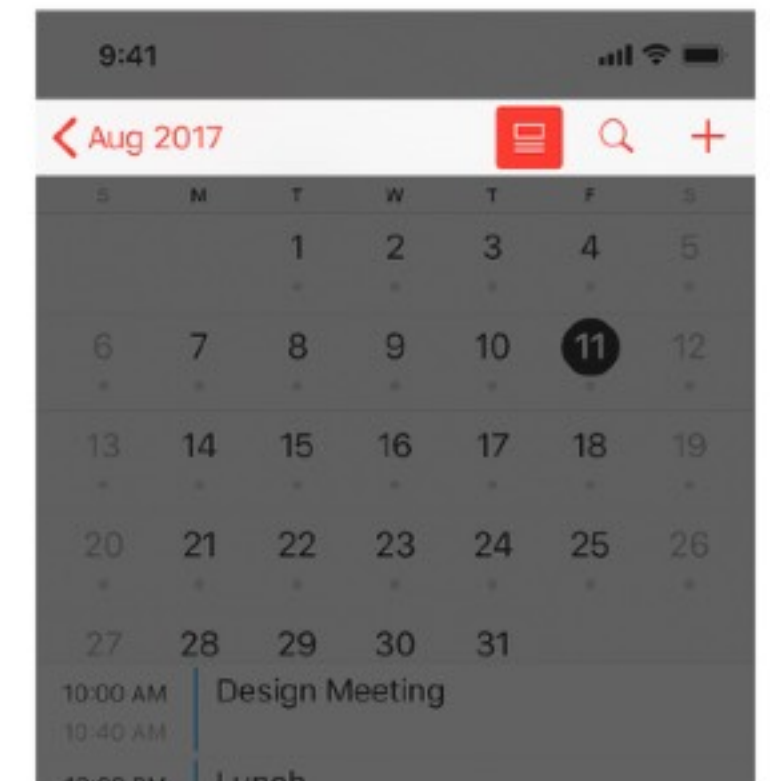 9:41
Aug 2017
S M T W T F S
1 2 3 4 5
6 7 8 9 10 11 12
13 14 15 16 17 18 19
20 21 22 23 24 25 26
27 28 29 30 31
10:00 AM Design Meeting
10:40 AM
Lunch